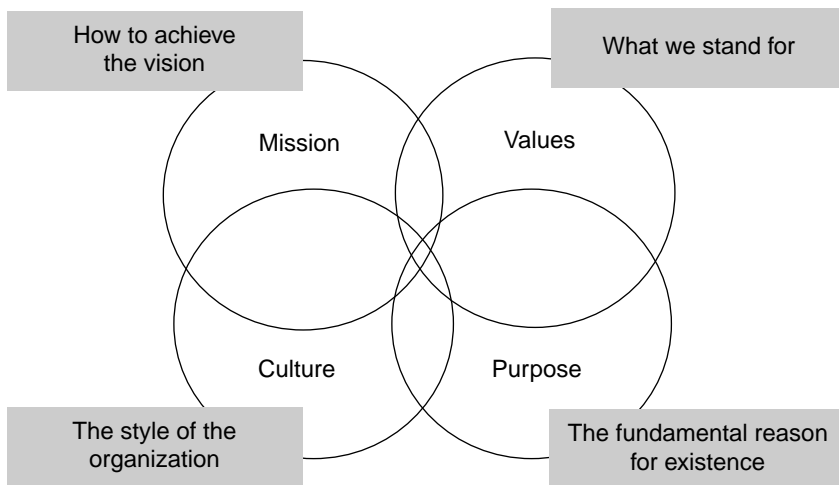 How to achieve
the vision
What we stand for
Mission
Values
Culture
Purpose
The style of the
organization
The fundamental reason
for existence